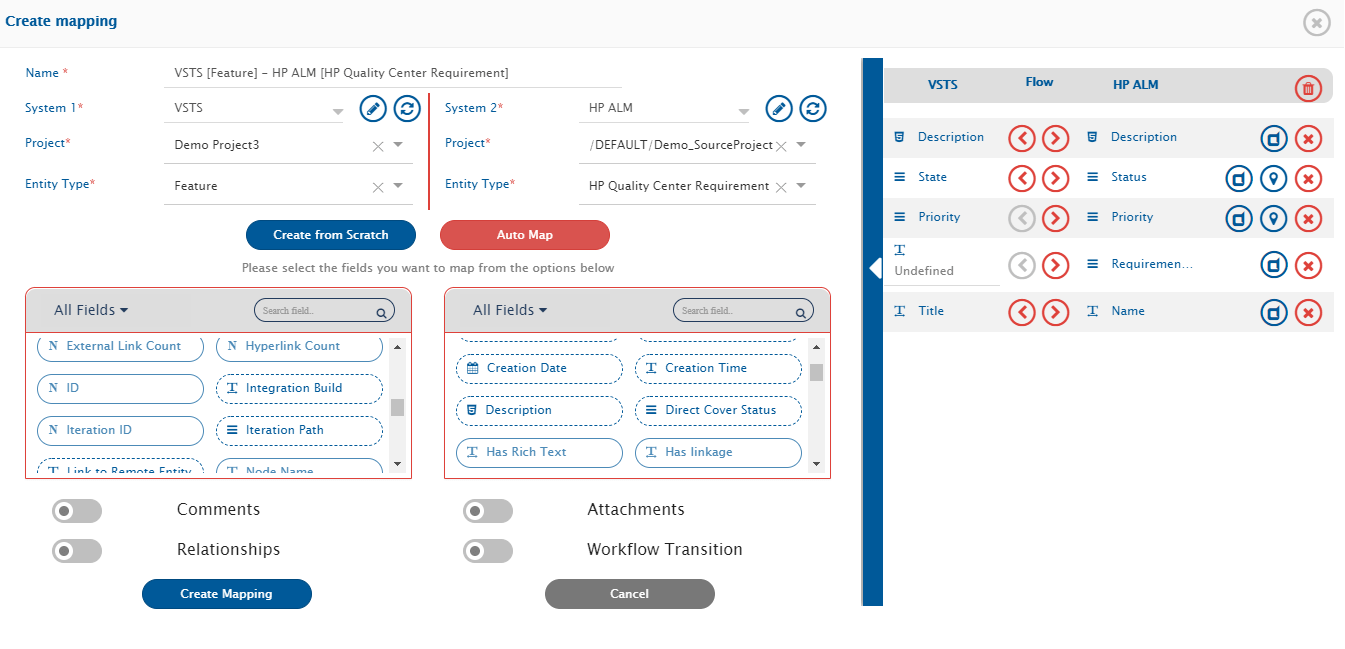 Create mapping
Name *
VSTS [Feature] - HP ALM [HP Quality Center Requirement]
System 1*
VSTS
System 2*
HP ALM
Project*
Demo Project3
Project*
/DEFAULT/Demo_SourceProject
Entity Type*
Feature
Entity Type*
HP Quality Center Requirement
Create from Scratch
Auto Map
Please select the fields you want to map from the options below
All Fields
Search field..
N External Link Count
N Hyperlink Count
N ID
T Integration Build
N Iteration ID
Iteration Path
T Link to Remote Entity
T Node Name
All Fields
Search field..
Creation Date
T Creation Time
Description
Direct Cover Status
T Has Rich Text
T Has linkage
Comments
Attachments
Relationships
Workflow Transition
Create Mapping
Cancel
VSTS
Flow
HP ALM
Description
Description
State
Status
Priority
Priority
T
Undefined
Requiremen...
T Title
T Name